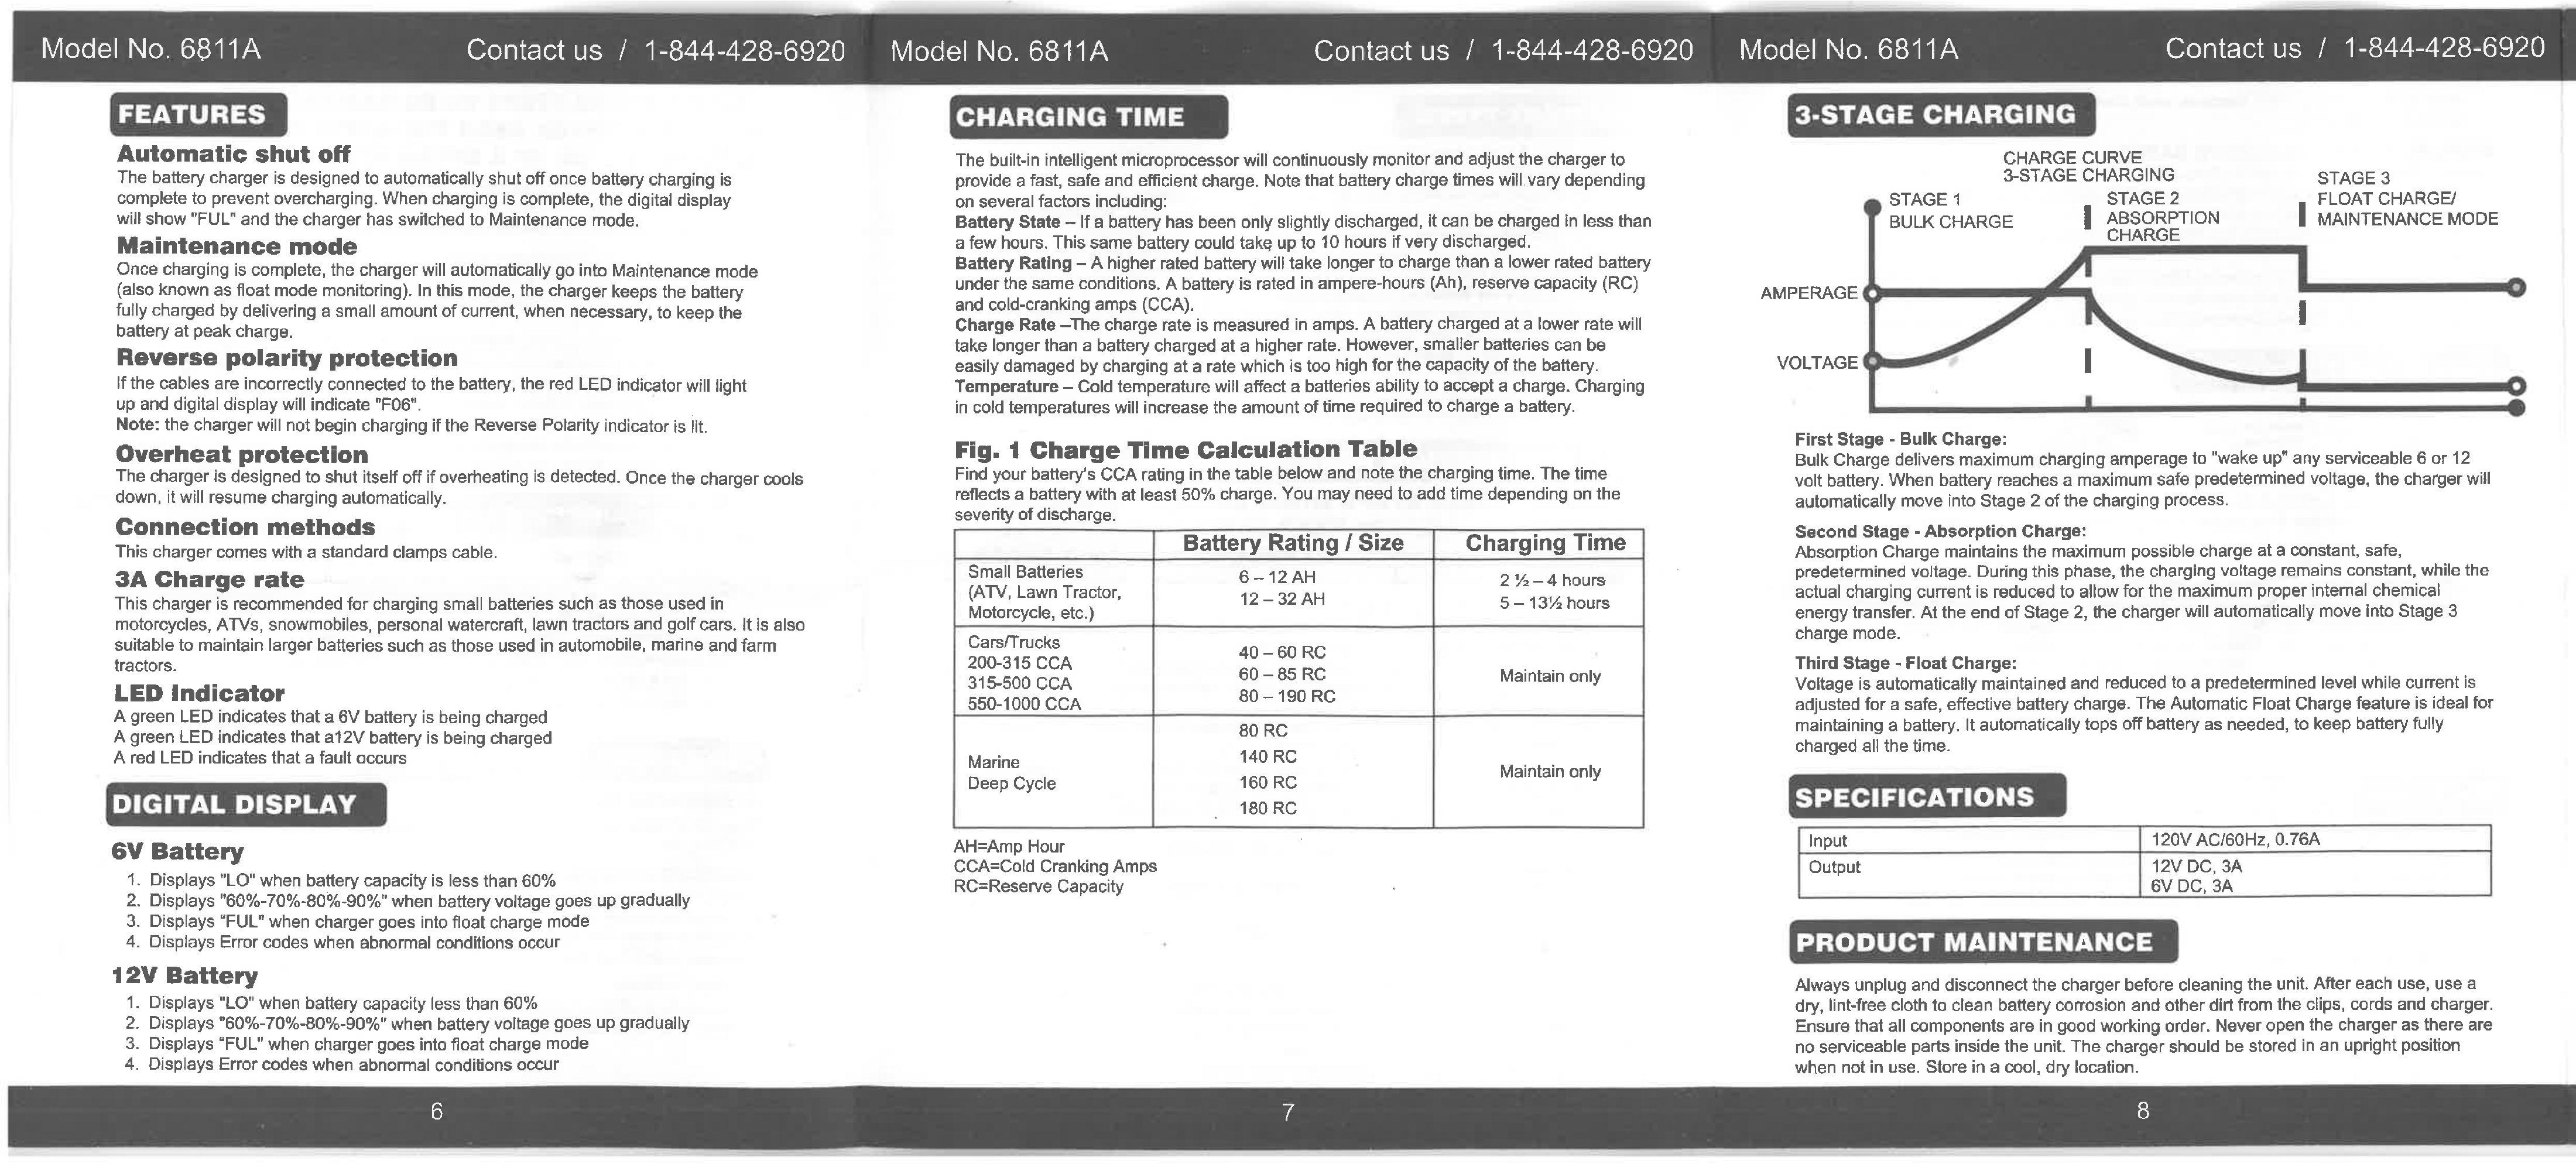 Model No. 6811A Contact us / 1-844-428-6920
FEATURES
Automatic shut off
The battery charger is designed to automatically shut off once battery charging is
complete to prevent overcharging. When charging is complete, the digital display
will show "FUL" and the charger has switched to Maintenance mode.
Maintenance mode
Once charging is complete, the charger will automatically go into Maintenance mode
(also known as float mode monitoring). In this mode, the charger keeps the battery
fully charged by delivering a small amount of current, when necessary, to keep the
battery at peak charge.
Reverse polarity protection
If the cables are incorrectly connected to the battery, the red LED indicator will light
up and digital display will indicate "F06".
Note: the charger will not begin charging if the Reverse Polarity indicator is lit.
Overheat protection
The charger is designed to shut itself off if overheating is detected. Once the charger cools
down, it will resume charging automatically.
Connection methods
This charger comes with a standard clamps cable.
3A Charge rate
This charger is recommended for charging small batteries such as those used in
motorcycles, ATVs, snowmobiles, personal watercraft, lawn tractors and golf cars. It is also
suitable to maintain larger batteries such as those used in automobile, marine and farm
tractors.
LED Indicator
A green LED indicates that a 6V battery is being charged
A green LED indicates that a12V battery is being charged
A red LED indicates that a fault occurs
DIGITAL DISPLAY
6V Battery
1. Displays "LO" when battery capacity is less than 60%
2. Displays "60%-70%-80%-90%" when battery voltage goes up gradually
3. Displays "FUL" when charger goes into float charge mode
4. Displays Error codes when abnormal conditions occur
12V Battery
1. Displays "LO" when battery capacity less than 60%
2. Displays "60%-70%-80%-90%" when battery voltage goes up gradually
3. Displays "FUL" when charger goes into float charge mode
4. Displays Error codes when abnormal conditions occur
6
Model No. 6811A Contact us / 1-844-428-6920
CHARGING TIME
The built-in intelligent microprocessor will continuously monitor and adjust the charger to
provide a fast, safe and efficient charge. Note that battery charge times will vary depending
on several factors including:
Battery State – If a battery has been only slightly discharged, it can be charged in less than
a few hours. This same battery could take up to 10 hours if very discharged.
Battery Rating – A higher rated battery will take longer to charge than a lower rated battery
under the same conditions. A battery is rated in ampere-hours (Ah), reserve capacity (RC)
and cold-cranking amps (CCA).
Charge Rate –The charge rate is measured in amps. A battery charged at a lower rate will
take longer than a battery charged at a higher rate. However, smaller batteries can be
easily damaged by charging at a rate which is too high for the capacity of the battery.
Temperature – Cold temperature will affect a batteries ability to accept a charge. Charging
in cold temperatures will increase the amount of time required to charge a battery.
Fig. 1 Charge Time Calculation Table
Find your battery's CCA rating in the table below and note the charging time. The time
reflects a battery with at least 50% charge. You may need to add time depending on the
severity of discharge.
Battery Rating / Size Charging Time
Small Batteries
(ATV, Lawn Tractor,
Motorcycle, etc.)
6 – 12 AH
12 – 32 AH
2 ½ – 4 hours
5 – 13½ hours
Cars/Trucks
200-315 CCA
315-500 CCA
550-1000 CCA
40 – 60 RC
60 – 85 RC
80 – 190 RC
Maintain only
Marine
Deep Cycle
80 RC
140 RC
160 RC
180 RC
Maintain only
AH=Amp Hour
CCA=Cold Cranking Amps
RC=Reserve Capacity
7
Model No. 6811A Contact us / 1-844-428-6920
3-STAGE CHARGING
CHARGE CURVE
3-STAGE CHARGING
STAGE 1
BULK CHARGE
STAGE 2
ABSORPTION
CHARGE
STAGE 3
FLOAT CHARGE/
MAINTENANCE MODE
AMPERAGE
VOLTAGE
First Stage - Bulk Charge:
Bulk Charge delivers maximum charging amperage to "wake up" any serviceable 6 or 12
volt battery. When battery reaches a maximum safe predetermined voltage, the charger will
automatically move into Stage 2 of the charging process.
Second Stage - Absorption Charge:
Absorption Charge maintains the maximum possible charge at a constant, safe,
predetermined voltage. During this phase, the charging voltage remains constant, while the
actual charging current is reduced to allow for the maximum proper internal chemical
energy transfer. At the end of Stage 2, the charger will automatically move into Stage 3
charge mode.
Third Stage - Float Charge:
Voltage is automatically maintained and reduced to a predetermined level while current is
adjusted for a safe, effective battery charge. The Automatic Float Charge feature is ideal for
maintaining a battery. It automatically tops off battery as needed, to keep battery fully
charged all the time.
SPECIFICATIONS
Input 120V AC/60Hz, 0.76A
Output 12V DC, 3A
6V DC, 3A
PRODUCT MAINTENANCE
Always unplug and disconnect the charger before cleaning the unit. After each use, use a
dry, lint-free cloth to clean battery corrosion and other dirt from the clips, cords and charger.
Ensure that all components are in good working order. Never open the charger as there are
no serviceable parts inside the unit. The charger should be stored in an upright position
when not in use. Store in a cool, dry location.
8